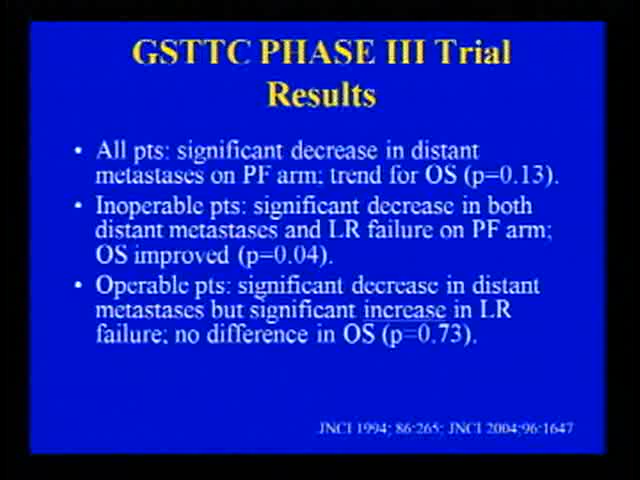 GSTTC PHASE III Trial
Results
• All pts: significant decrease in distant
metastases on PF arm; trend for OS (p=0.13).
• Inoperable pts: significant decrease in both
distant metastases and LR failure on PF arm;
OS improved (p=0.04).
• Operable pts: significant decrease in distant
metastases but significant increase in LR
failure; no difference in OS (p=0.73).
JNCI 1994; 86:265; JNCI 2004;96:1647